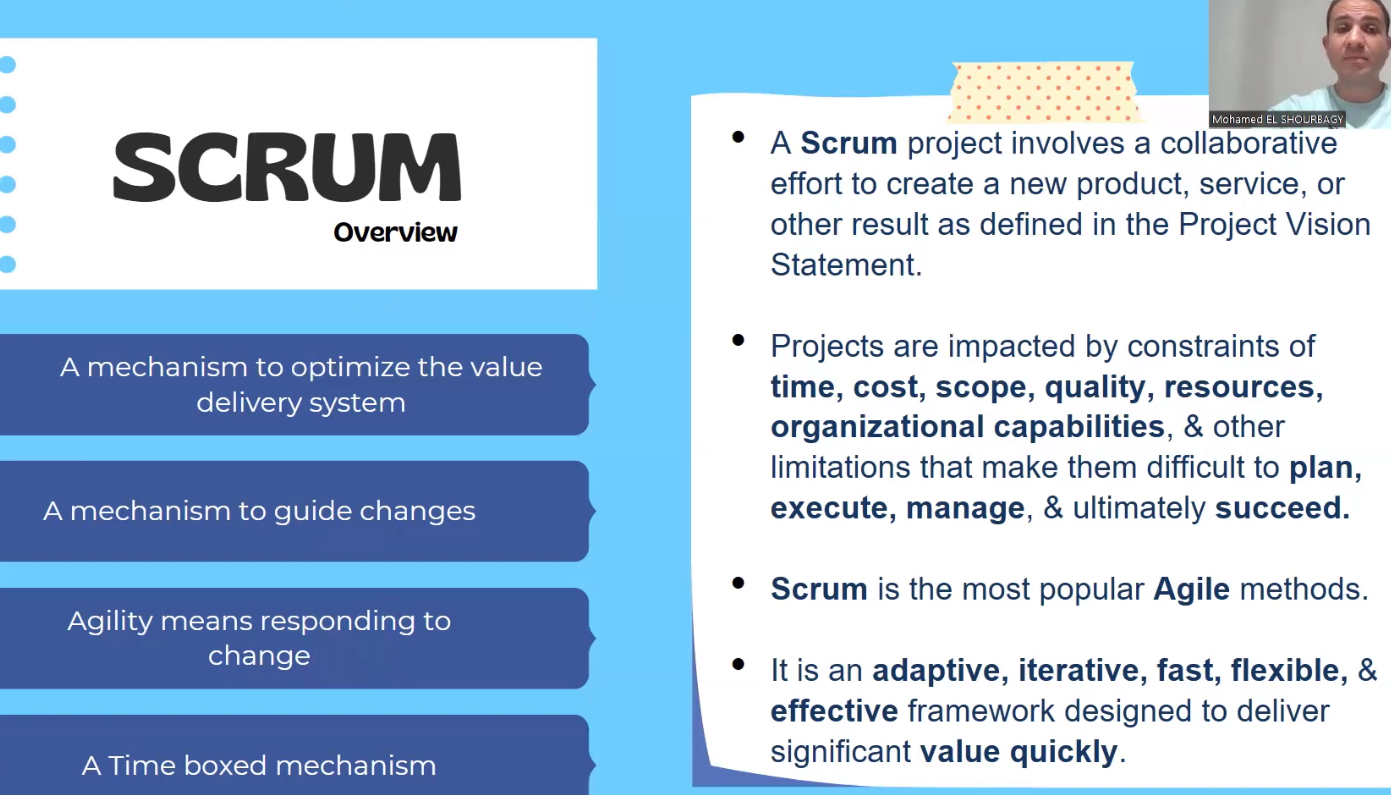 SCRUM
Overview
A mechanism to optimize the value
delivery system
A mechanism to guide changes
Agility means responding to
change
A Time boxed mechanism
Mohamed EL SHOURBAGY
• A Scrum project involves a collaborative
effort to create a new product, service, or
other result as defined in the Project Vision
Statement.
• Projects are impacted by constraints of
time, cost, scope, quality, resources,
organizational capabilities, & other
limitations that make them difficult to plan,
execute, manage, & ultimately succeed.
• Scrum is the most popular Agile methods.
• It is an adaptive, iterative, fast, flexible, &
effective framework designed to deliver
significant value quickly.